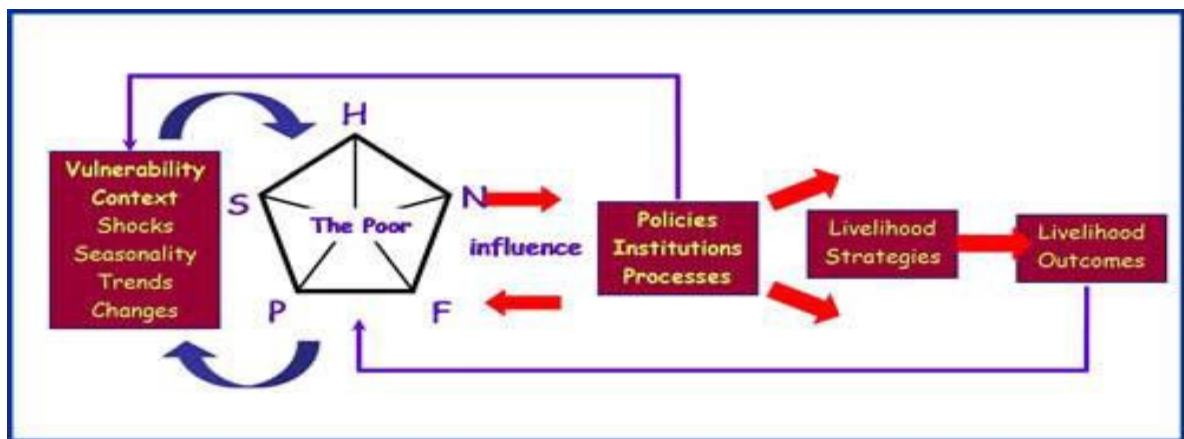 Vulnerability
Context
Shocks
Seasonality
Trends
Changes
H
S
N
The Poor
P
F
influence
Policies
Institutions
Processes
Livelihood
Strategies
Livelihood
Outcomes